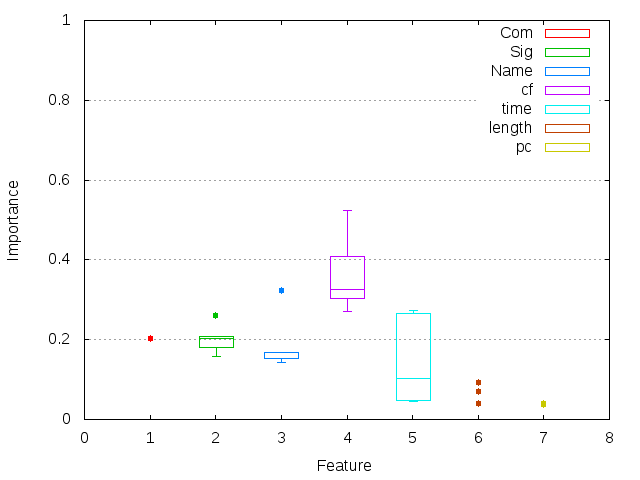 1
0.8
0.6
0.4
0.2
0
Importance
Com
Sig
Name
cf
time
length
pc
0 1 2 3 4 5 6 7 8
Feature